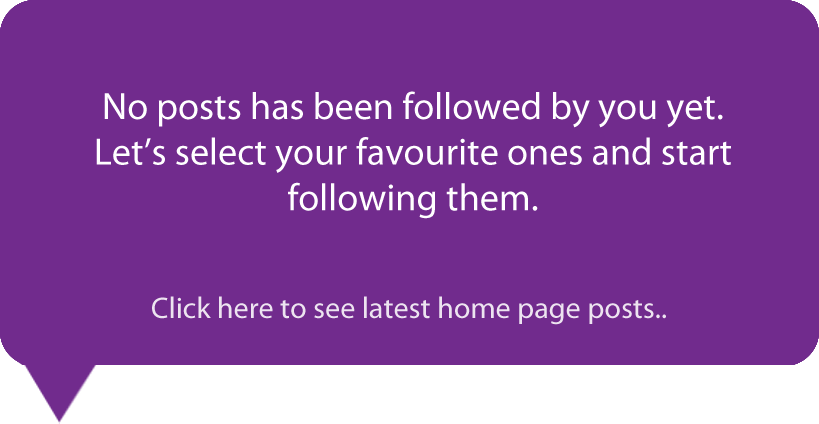 No posts has been followed by you yet.
Let’s select your favourite ones and start
following them.
Click here to see latest home page posts..